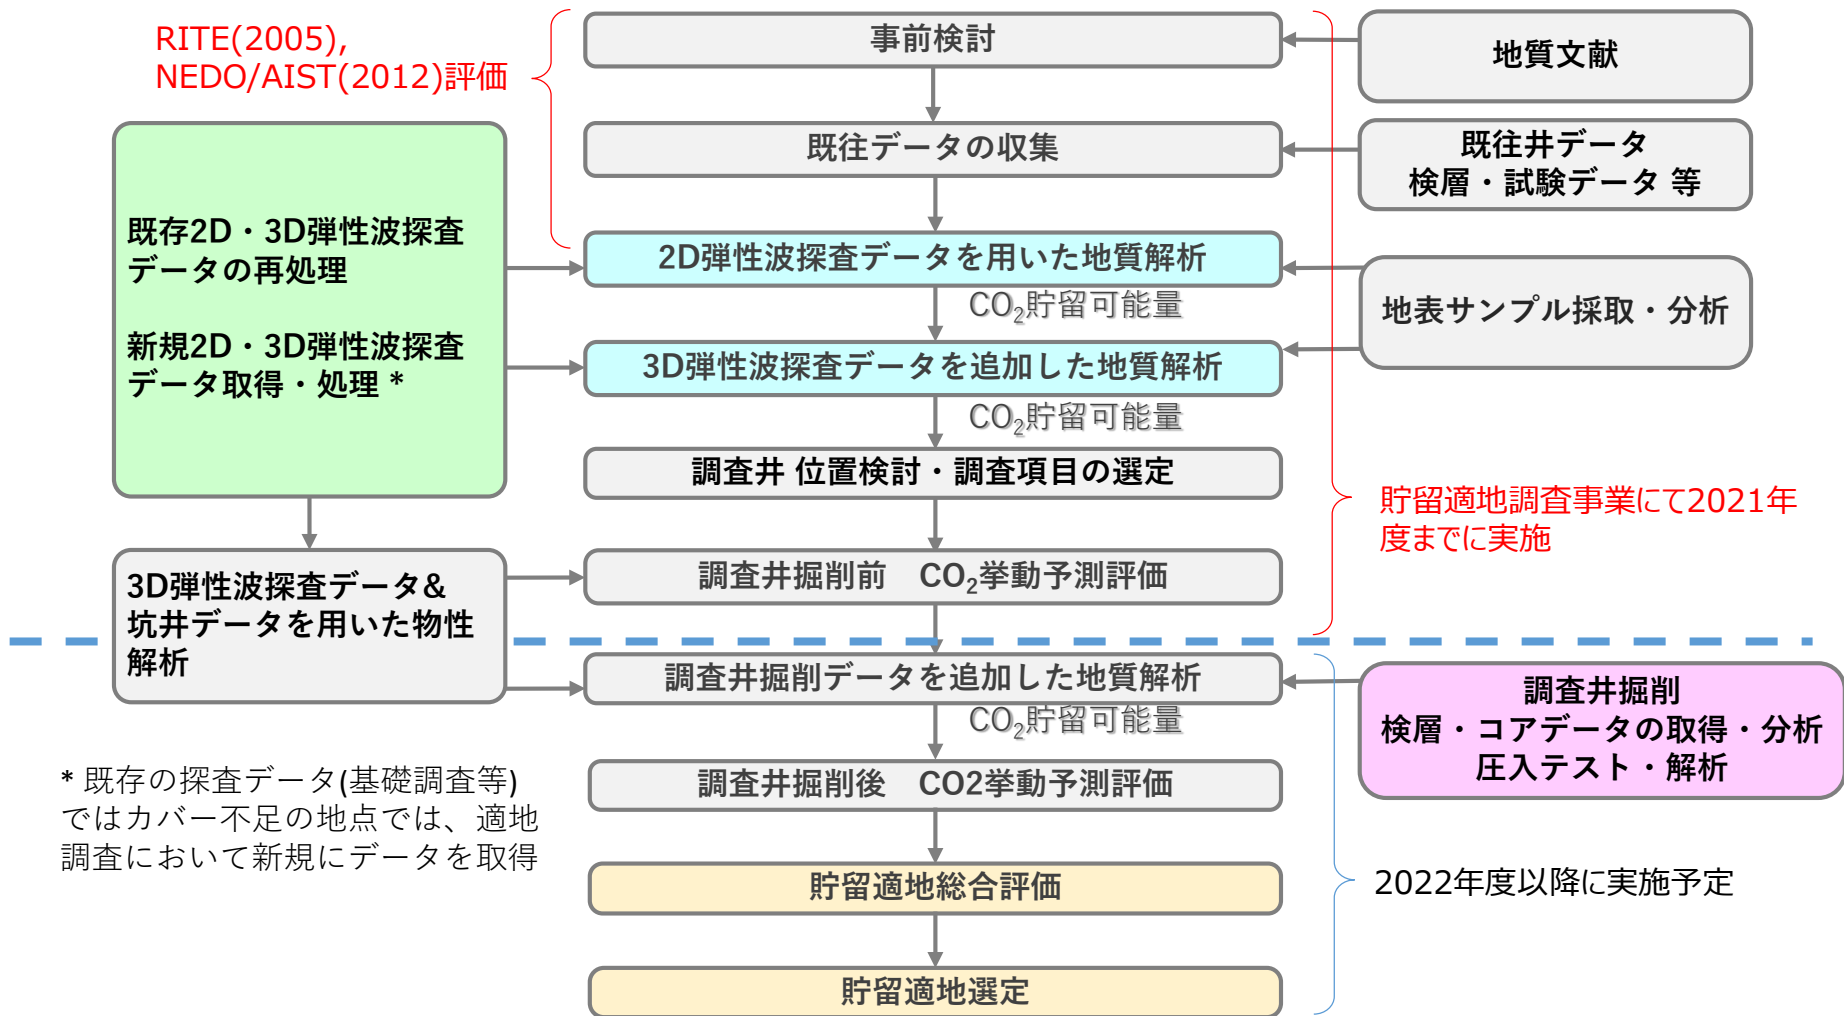 RITE(2005),
NEDO/AIST(2012)評価
事前検討
地質文献
既往データの収集
既往井データ
検層・試験データ 等
既存2D・3D弾性波探査
データの再処理
新規2D・3D弾性波探査
データ取得・処理 *
2D弾性波探査データを用いた地質解析
CO₂貯留可能量
地表サンプル採取・分析
3D弾性波探査データを追加した地質解析
CO₂貯留可能量
調査井 位置検討・調査項目の選定
貯留適地調査事業にて2021年
度までに実施
3D弾性波探査データ&
坑井データを用いた物性
解析
調査井掘削前　CO₂挙動予測評価
調査井掘削データを追加した地質解析
CO₂貯留可能量
調査井掘削
検層・コアデータの取得・分析
圧入テスト・解析
調査井掘削後　CO2挙動予測評価
* 既存の探査データ(基礎調査等)
ではカバー不足の地点では、適地
調査において新規にデータを取得
貯留適地総合評価
2022年度以降に実施予定
貯留適地選定